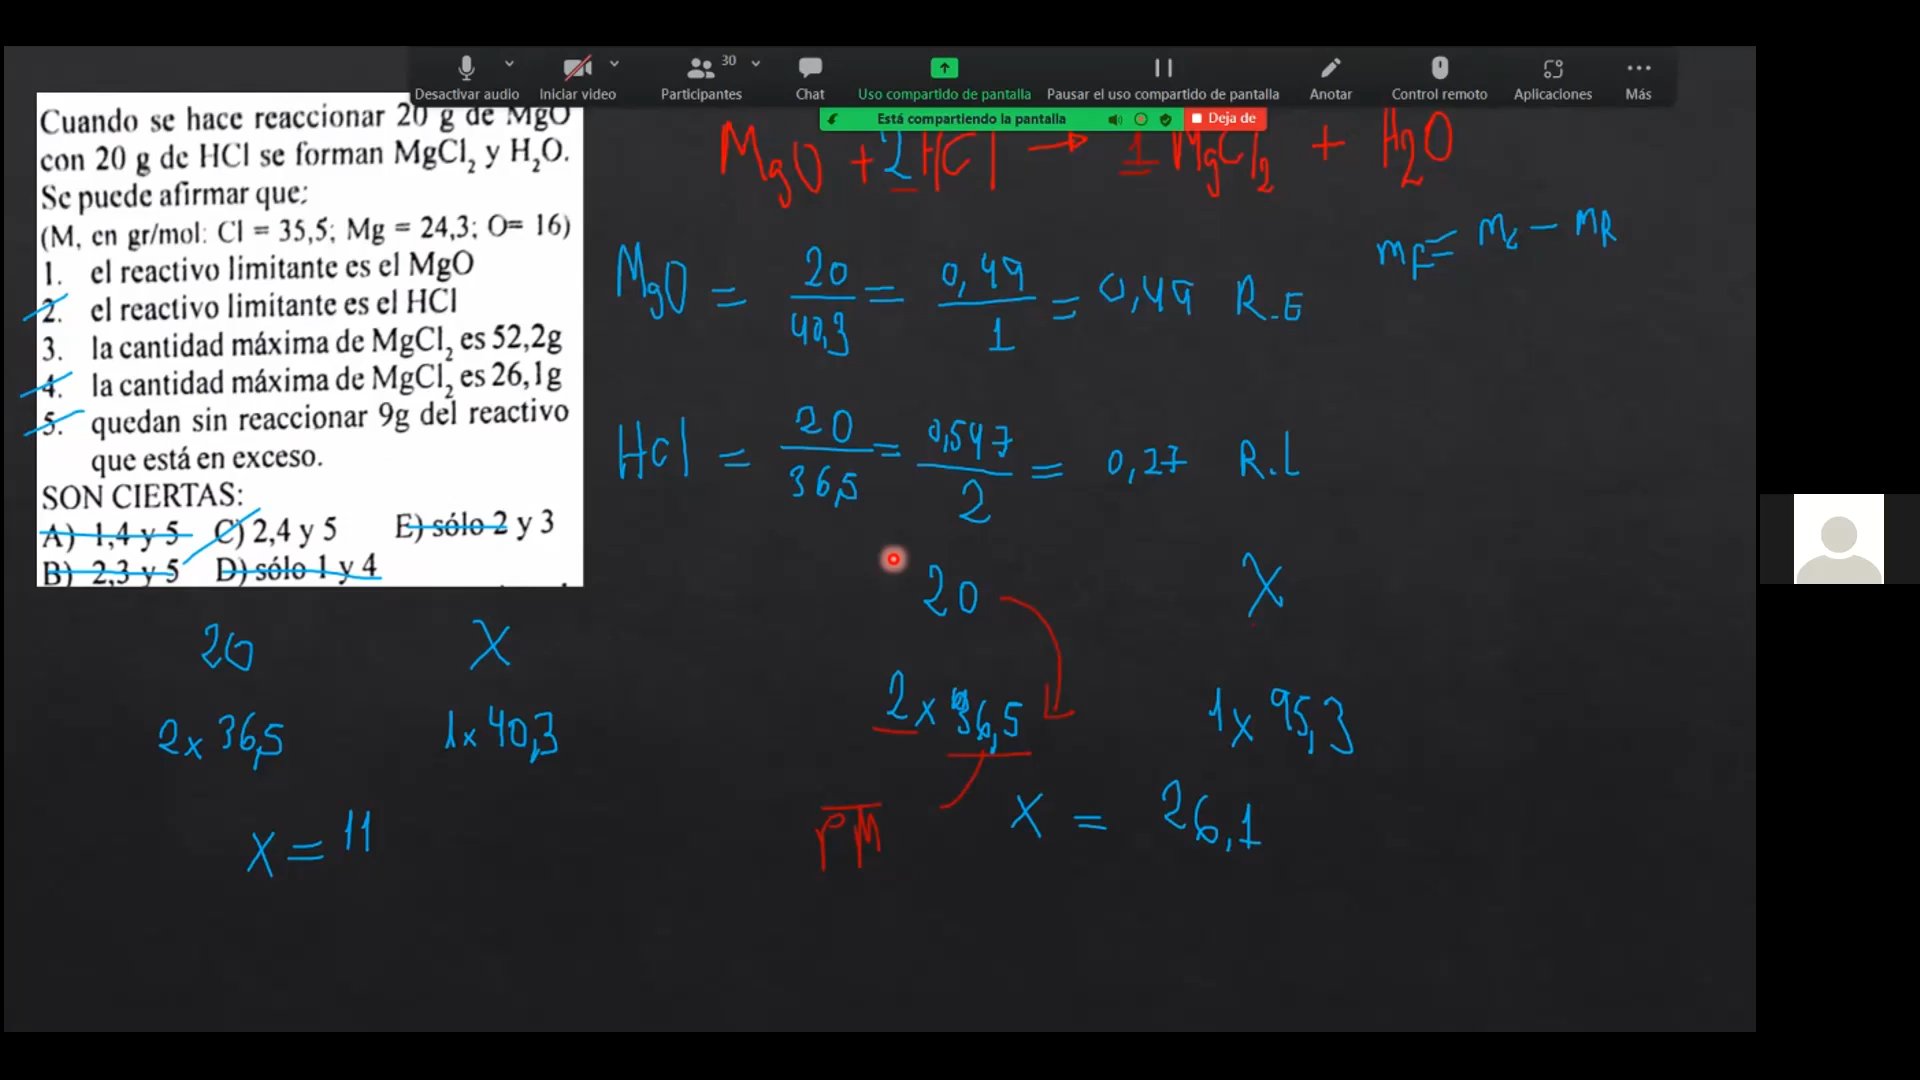 Desactivar audio
Iniciar video
30
Participantes
Chat
Uso compartido de pantalla
Pausar el uso compartido de pantalla
Anotar
Control remoto
Aplicaciones
Más
Está compartiendo la pantalla
Deja de
Cuando se hace reaccionar 20 g de MgO
con 20 g de HCl se forman MgCl₂ y H₂O.
Se puede afirmar que:
(M, en gr/mol: Cl = 35,5; Mg = 24,3; O= 16)
1. el reactivo limitante es el MgO
2. el reactivo limitante es el HCl
3. la cantidad máxima de MgCl₂ es 52,2g
4. la cantidad máxima de MgCl₂ es 26,1g
5. quedan sin reaccionar 9g del reactivo
que está en exceso.
SON CIERTAS:
A) 1,4 y 5 C) 2,4 y 5 E) sólo 2 y 3
B) 2,3 y 5 D) sólo 1 y 4
MgO + 2HCl → 1 MgCl₂ + H₂O
MgO = 20/40,3 = 0,49/1 = 0,49 R.E
HCl = 20/36,5 = 0,547/2 = 0,27 R.L
20 X
2x 36,5 1x 95,3
PM
X = 26,1
20 X
2x 36,5 1x 40,3
X = 11